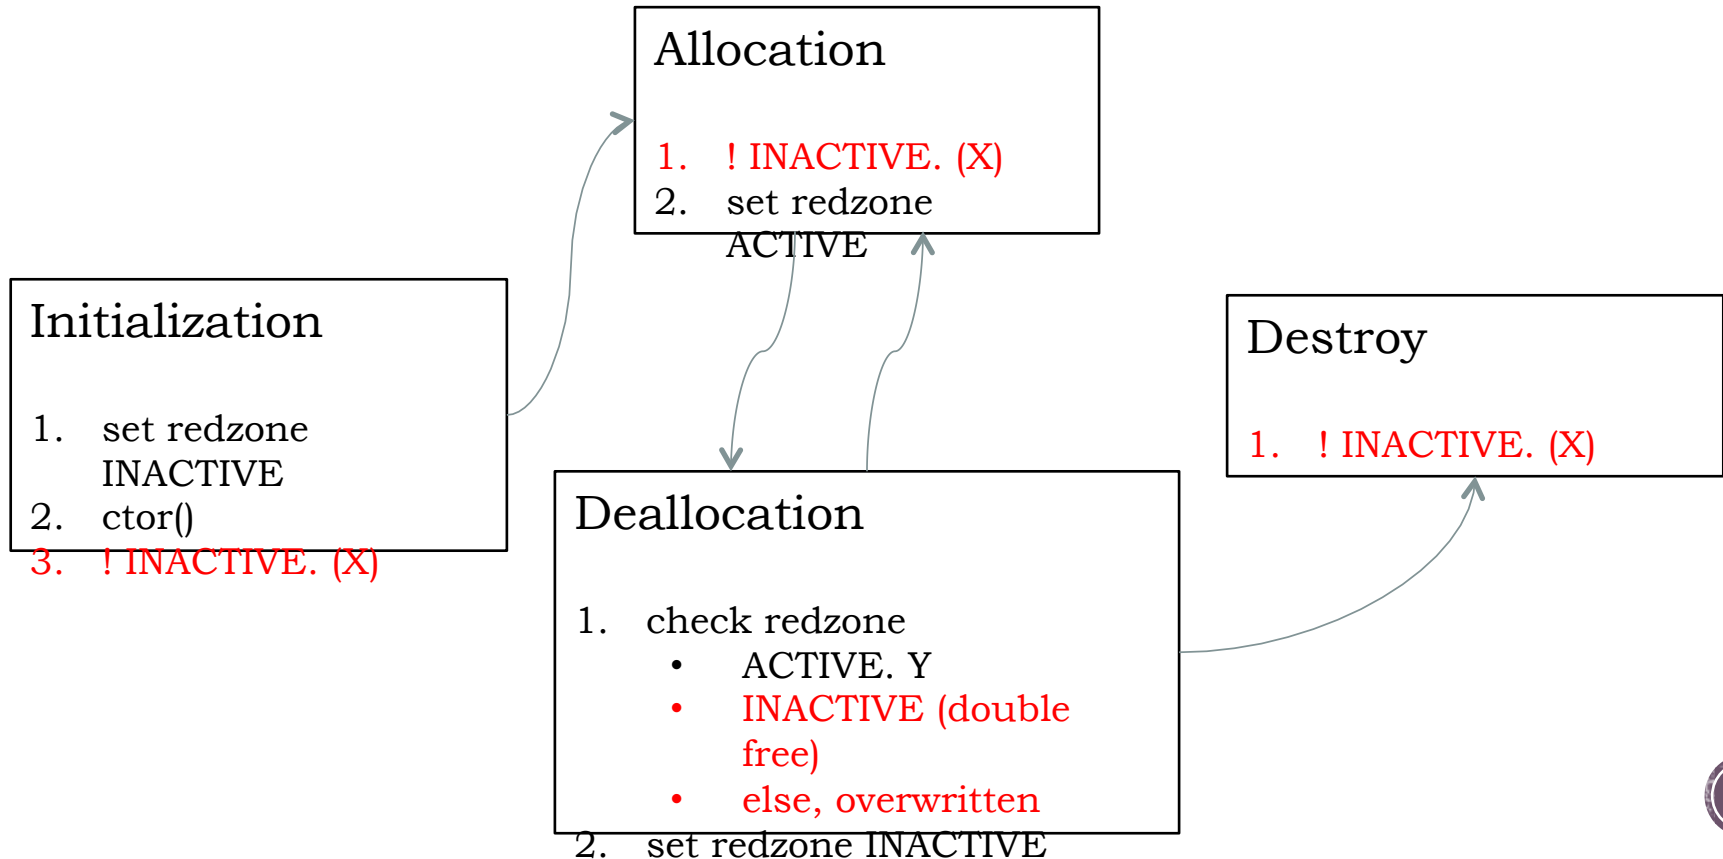 Allocation
1. ! INACTIVE. (X)
2. set redzone
ACTIVE
Initialization
1. set redzone
INACTIVE
2. ctor()
3. ! INACTIVE. (X)
Destroy
1. ! INACTIVE. (X)
Deallocation
1. check redzone
• ACTIVE. Y
• INACTIVE (double
free)
• else, overwritten
2. set redzone INACTIVE